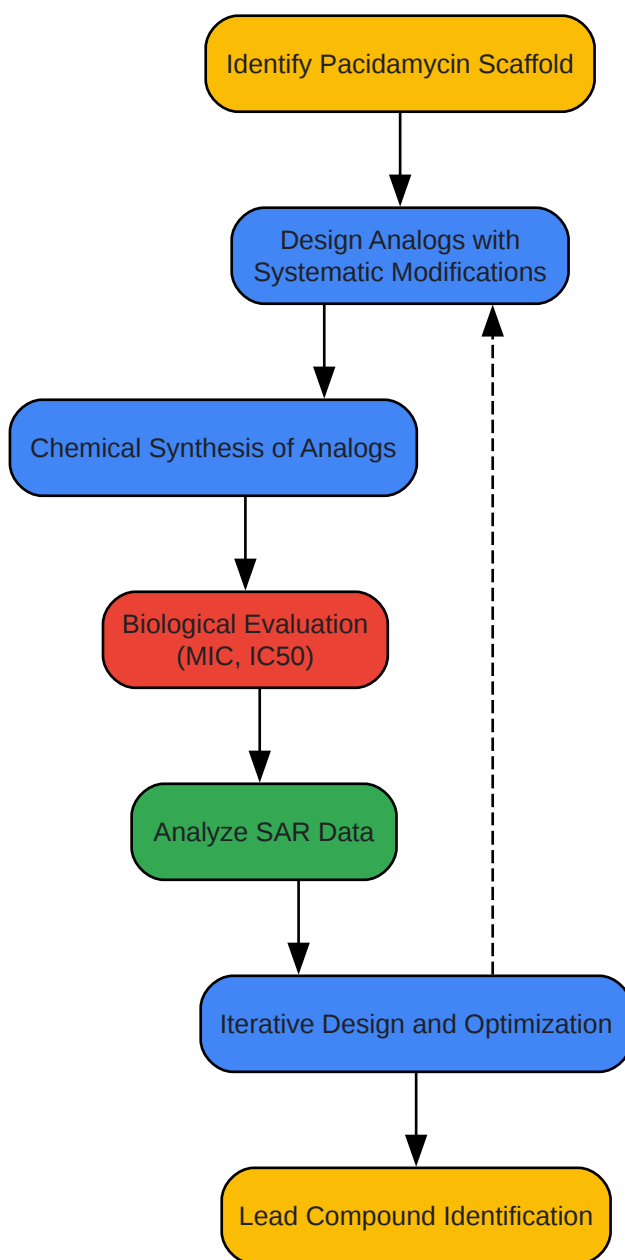 Identify Pacidamycin Scaffold
Design Analogs with
Systematic Modifications
Chemical Synthesis of Analogs
Biological Evaluation
(MIC, IC50)
Analyze SAR Data
Iterative Design and Optimization
Lead Compound Identification